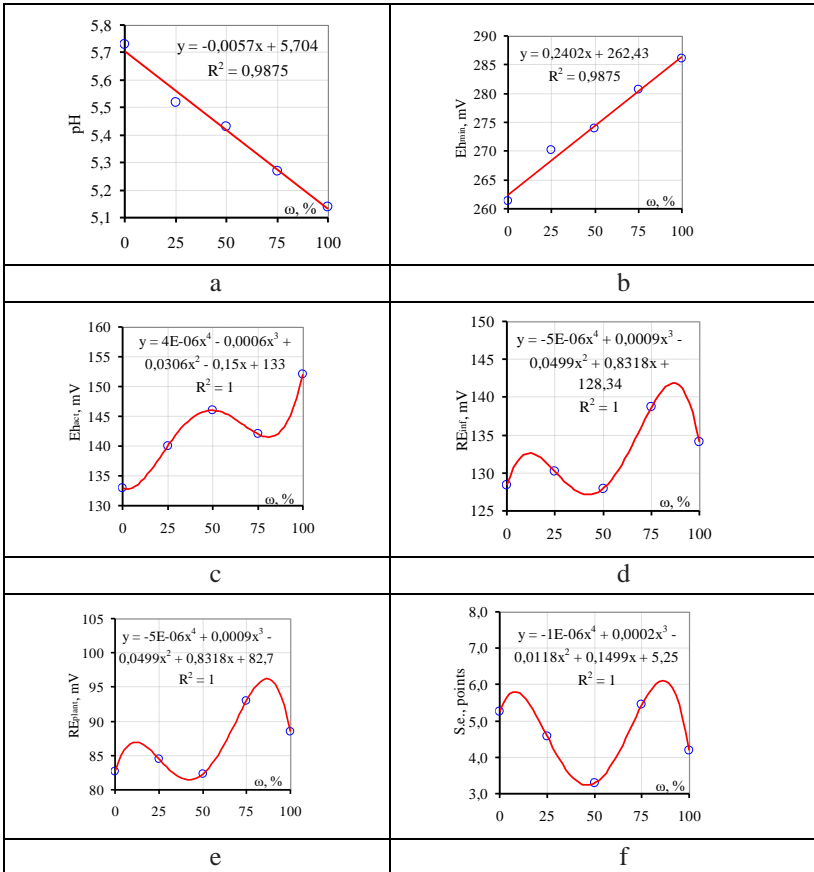 5,8
5,7
5,6
5,5
5,4
5,3
5,2
5,1
pH
y = -0,0057x + 5,704
R² = 0,9875
ω, %
0 25 50 75 100
a
290
285
280
275
270
265
260
Ehmin, mV
y = 0,2402x + 262,43
R² = 0,9875
ω, %
0 25 50 75 100
b
160
155
150
145
140
135
130
Ehact, mV
y = 4E-06x⁴ - 0,0006x³ +
0,0306x² - 0,15x + 133
R² = 1
ω, %
0 25 50 75 100
c
150
145
140
135
130
125
REinf, mV
y = -5E-06x⁴ + 0,0009x³ -
0,0499x² + 0,8318x +
128,34
R² = 1
ω, %
0 25 50 75 100
d
105
100
95
90
85
80
REplant, mV
y = -5E-06x⁴ + 0,0009x³ -
0,0499x² + 0,8318x + 82,7
R² = 1
ω, %
0 25 50 75 100
e
8,0
7,0
6,0
5,0
4,0
3,0
S.e., points
y = -1E-06x⁴ + 0,0002x³ -
0,0118x² + 0,1499x + 5,25
R² = 1
ω, %
0 25 50 75 100
f